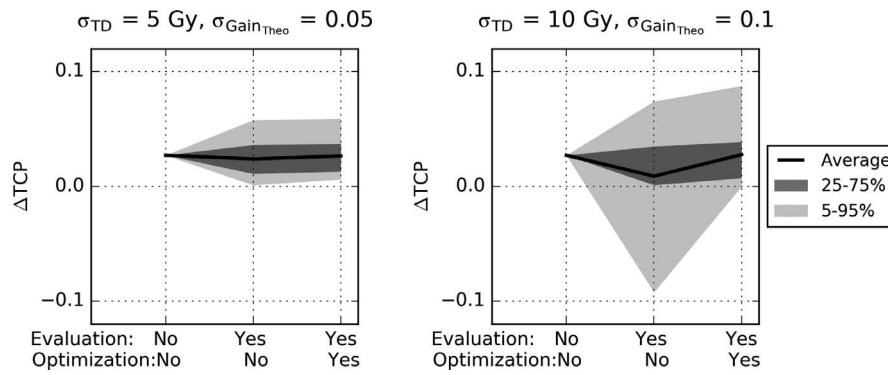 σTD = 5 Gy, σGainTheo = 0.05
0.1
0.0
−0.1
ΔTCP
Evaluation: No Yes Yes
Optimization:No No Yes
σTD = 10 Gy, σGainTheo = 0.1
0.1
0.0
−0.1
ΔTCP
No Yes Yes
No No Yes
Average
25-75%
5-95%